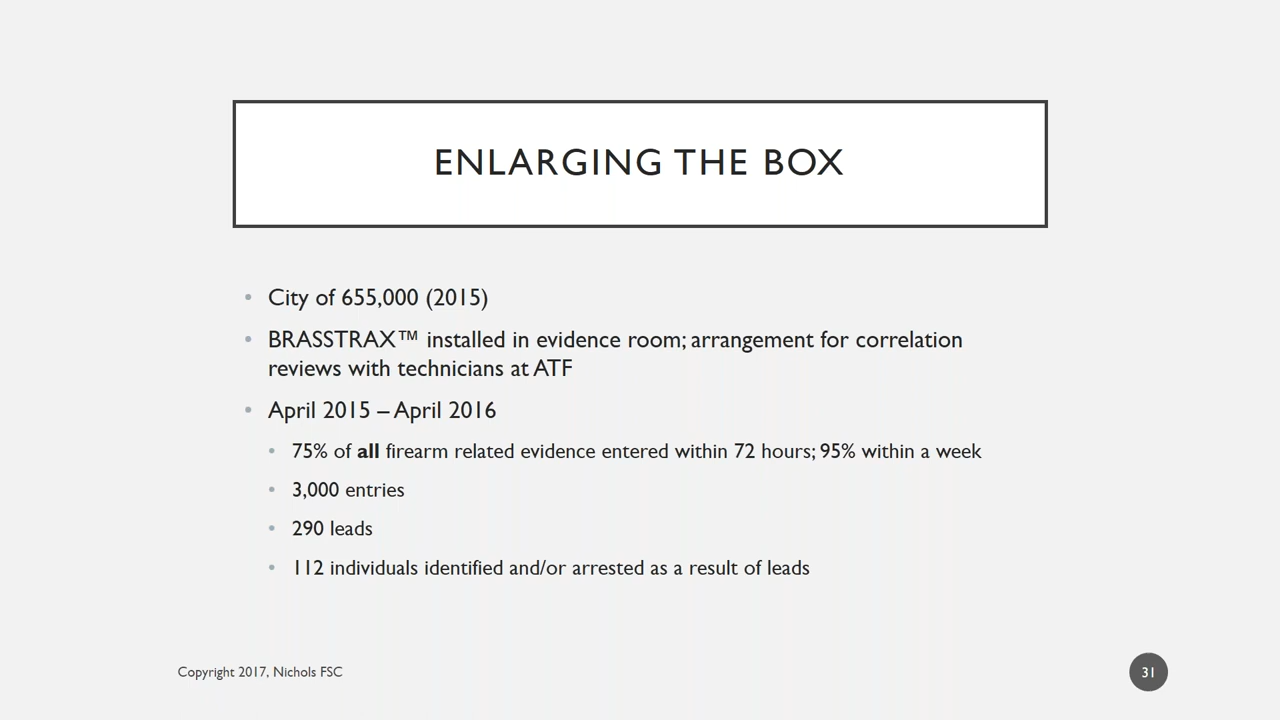 ENLARGING THE BOX
• City of 655,000 (2015)
• BRASSTRAX™ installed in evidence room; arrangement for correlation
reviews with technicians at ATF
• April 2015 – April 2016
• 75% of all firearm related evidence entered within 72 hours; 95% within a week
• 3,000 entries
• 290 leads
• 112 individuals identified and/or arrested as a result of leads
Copyright 2017, Nichols FSC
31